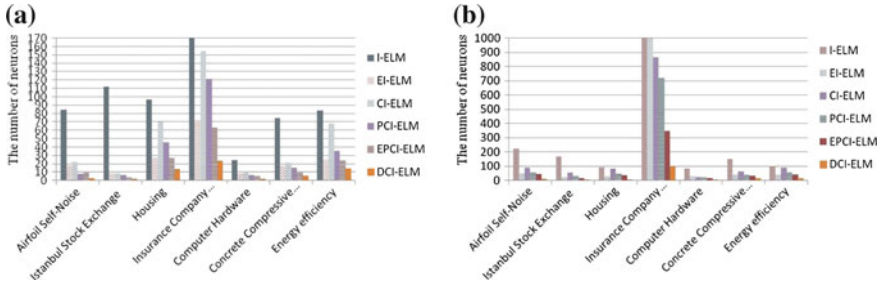 (a)
The number of neurons
170
160
150
140
130
120
110
100
90
80
70
60
50
40
30
20
10
0
Airfoil Self-Noise
Istanbul Stock Exchange
Housing
Insurance Company...
Computer Hardware
Concrete Compressive...
Energy efficiency
I-ELM
EI-ELM
CI-ELM
PCI-ELM
EPCI-ELM
DCI-ELM
(b)
The number of neurons
1000
900
800
700
600
500
400
300
200
100
0
Airfoil Self-Noise
Istanbul Stock Exchange
Housing
Insurance Company...
Computer Hardware
Concrete Compressive...
Energy efficiency
I-ELM
EI-ELM
CI-ELM
PCI-ELM
EPCI-ELM
DCI-ELM